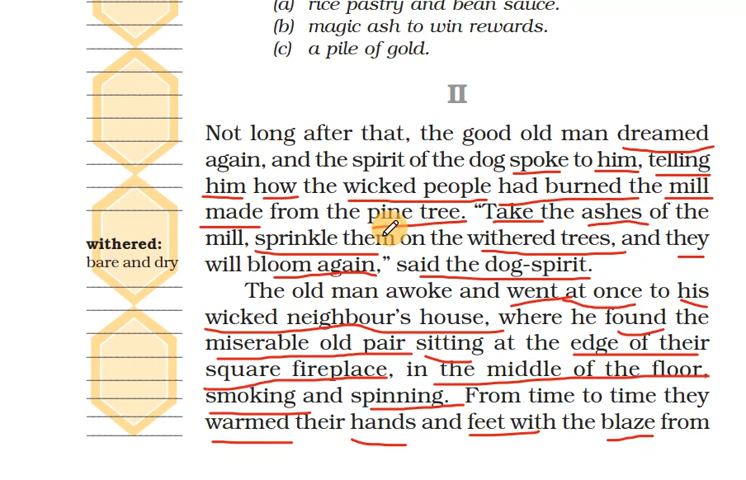 (a) rice pastry and bean sauce.
(b) magic ash to win rewards.
(c) a pile of gold.
II
Not long after that, the good old man dreamed
again, and the spirit of the dog spoke to him, telling
him how the wicked people had burned the mill
made from the pine tree. “Take the ashes of the
mill, sprinkle them on the withered trees, and they
will bloom again,” said the dog-spirit.
withered:
bare and dry
The old man awoke and went at once to his
wicked neighbour’s house, where he found the
miserable old pair sitting at the edge of their
square fireplace, in the middle of the floor,
smoking and spinning. From time to time they
warmed their hands and feet with the blaze from